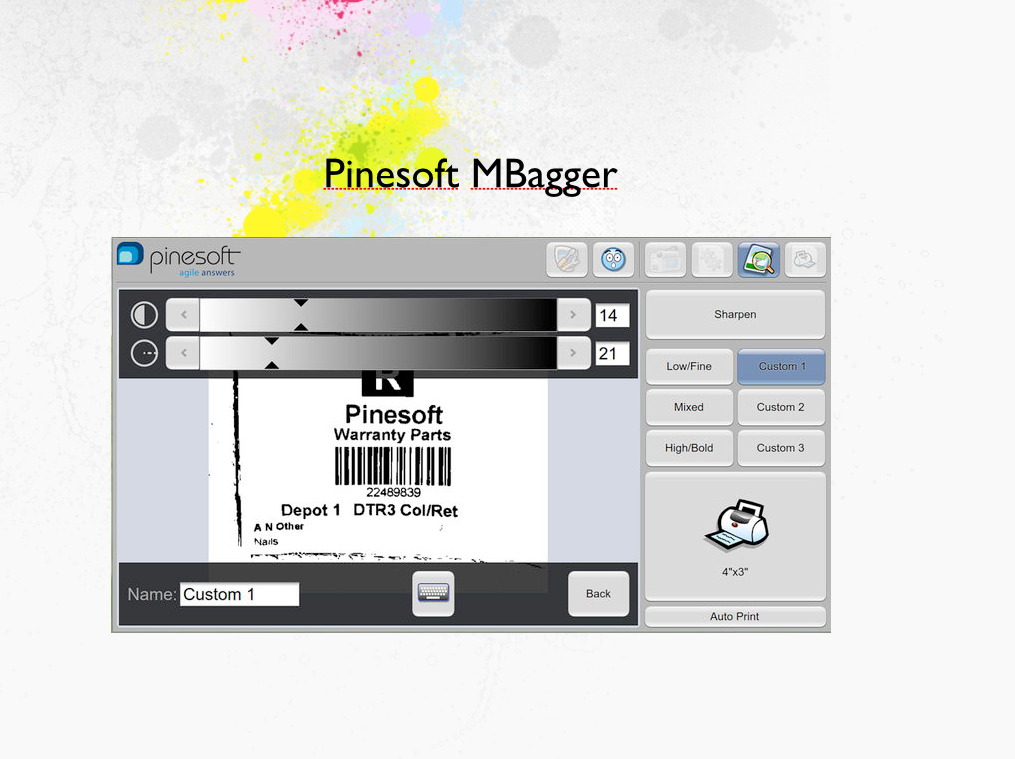 Pinesoft MBagger
pinesoft
agile answers
14
21
Sharpen
Low/Fine
Custom 1
Mixed
Custom 2
High/Bold
Custom 3
R
Pinesoft
Warranty Parts
22489839
Depot 1 DTR3 Col/Ret
A N Other
Nails
4"x3"
Name: Custom 1
Back
Auto Print